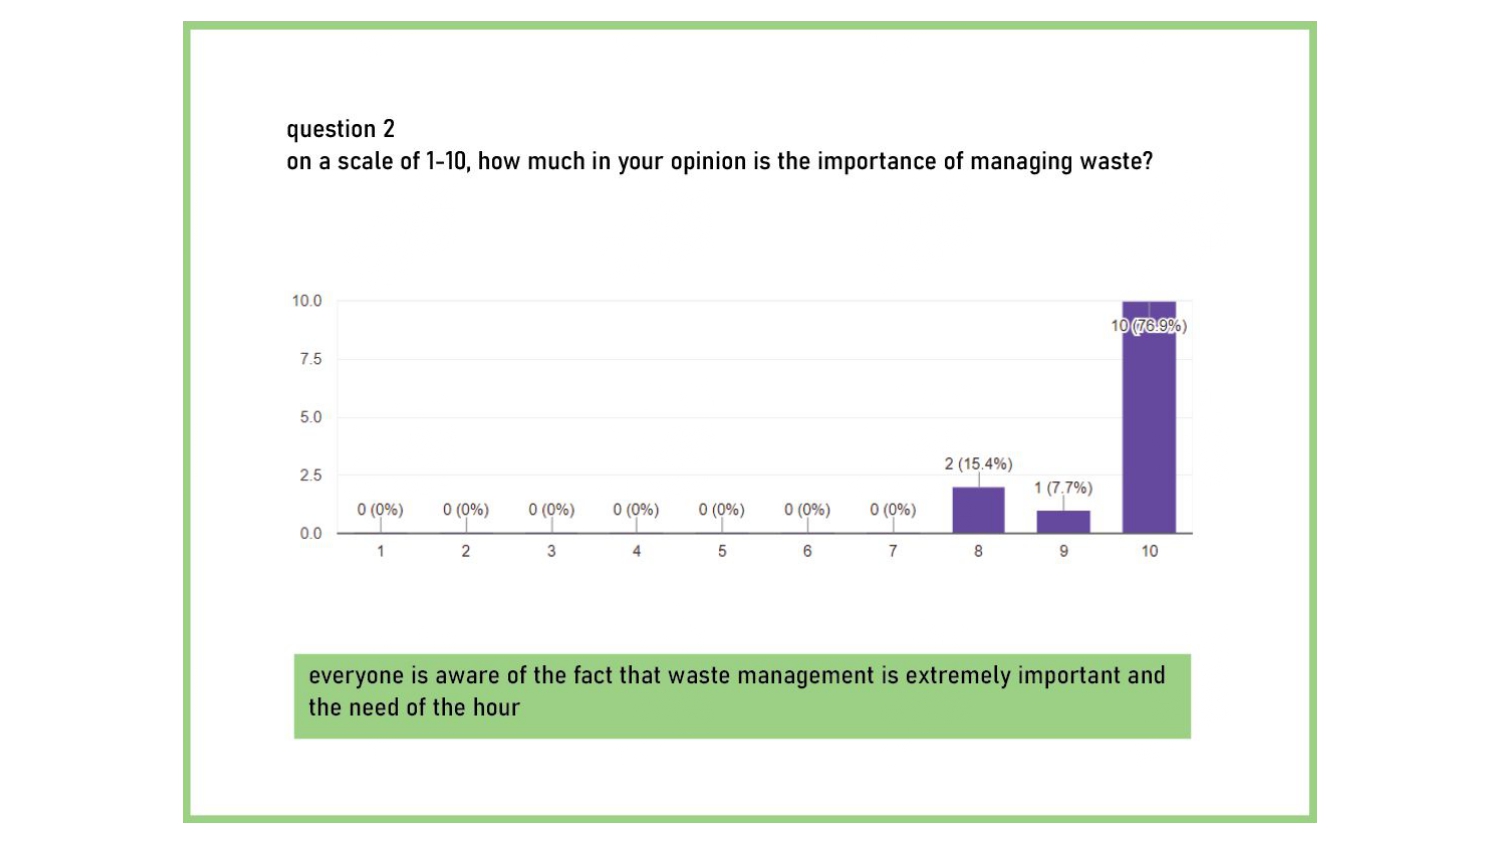 question 2
on a scale of 1-10, how much in your opinion is the importance of managing waste?
10.0
10 (76.9%)
7.5
5.0
2 (15.4%)
2.5
1 (7.7%)
0 (0%) 0 (0%) 0 (0%) 0 (0%) 0 (0%) 0 (0%) 0 (0%)
0.0
1 2 3 4 5 6 7 8 9 10
everyone is aware of the fact that waste management is extremely important and
the need of the hour